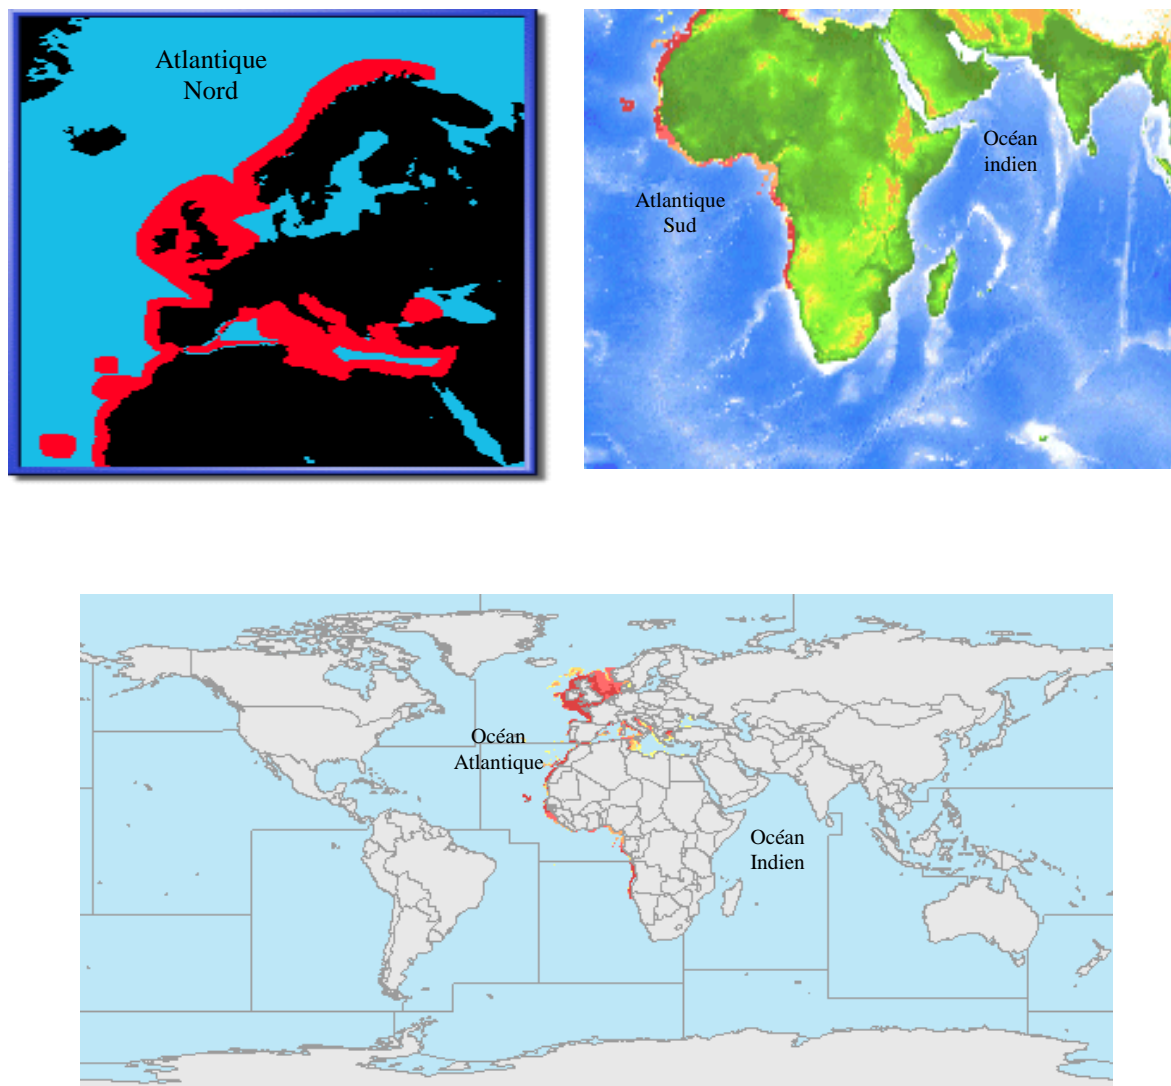 Atlantique
Nord
Océan
indien
Atlantique
Sud
Océan
Atlantique
Océan
Indien